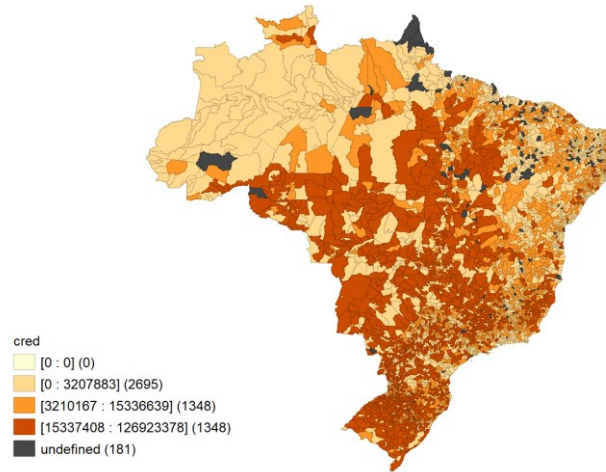 cred
[0 : 0] (0)
[0 : 3207883] (2695)
[3210167 : 15336639] (1348)
[15337408 : 126923378] (1348)
undefined (181)